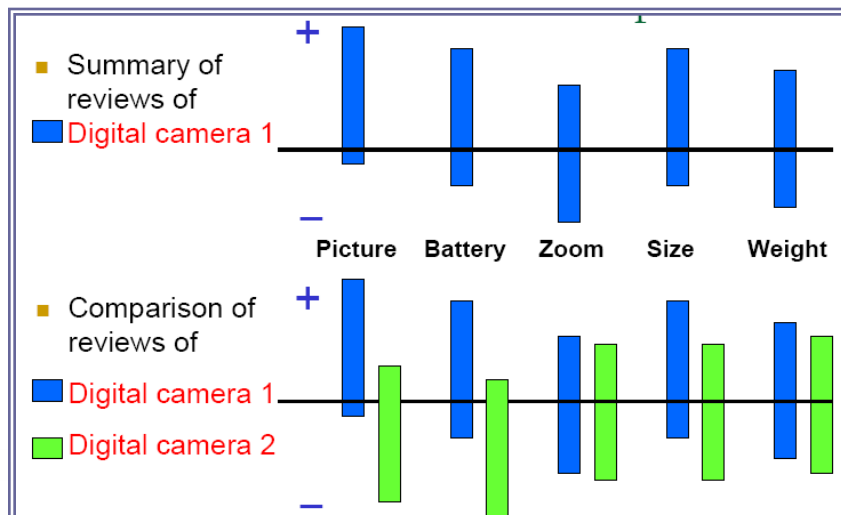 +
Summary of
reviews of
Digital camera 1
–
Picture Battery Zoom Size Weight
+
Comparison of
reviews of
Digital camera 1
Digital camera 2
–